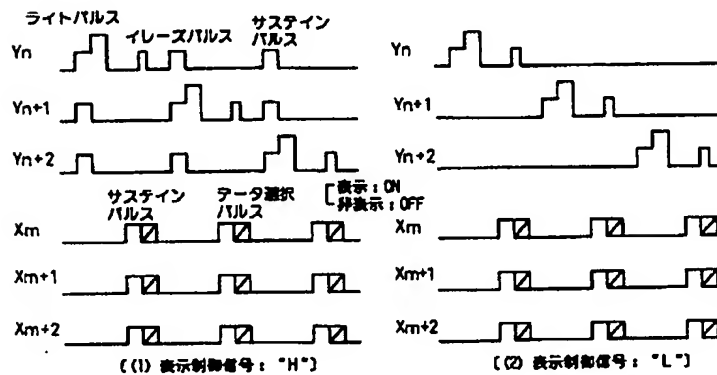 ライトパルス
イレーズパルス
サステイン
パルス
Yn
Yn+1
Yn+2
サステイン
パルス
データ選択
パルス
表示：ON
非表示：OFF
Xm
Xm+1
Xm+2
[(1) 表示制御信号： "H"]
Yn
Yn+1
Yn+2
Xm
Xm+1
Xm+2
[(2) 表示制御信号： "L"]